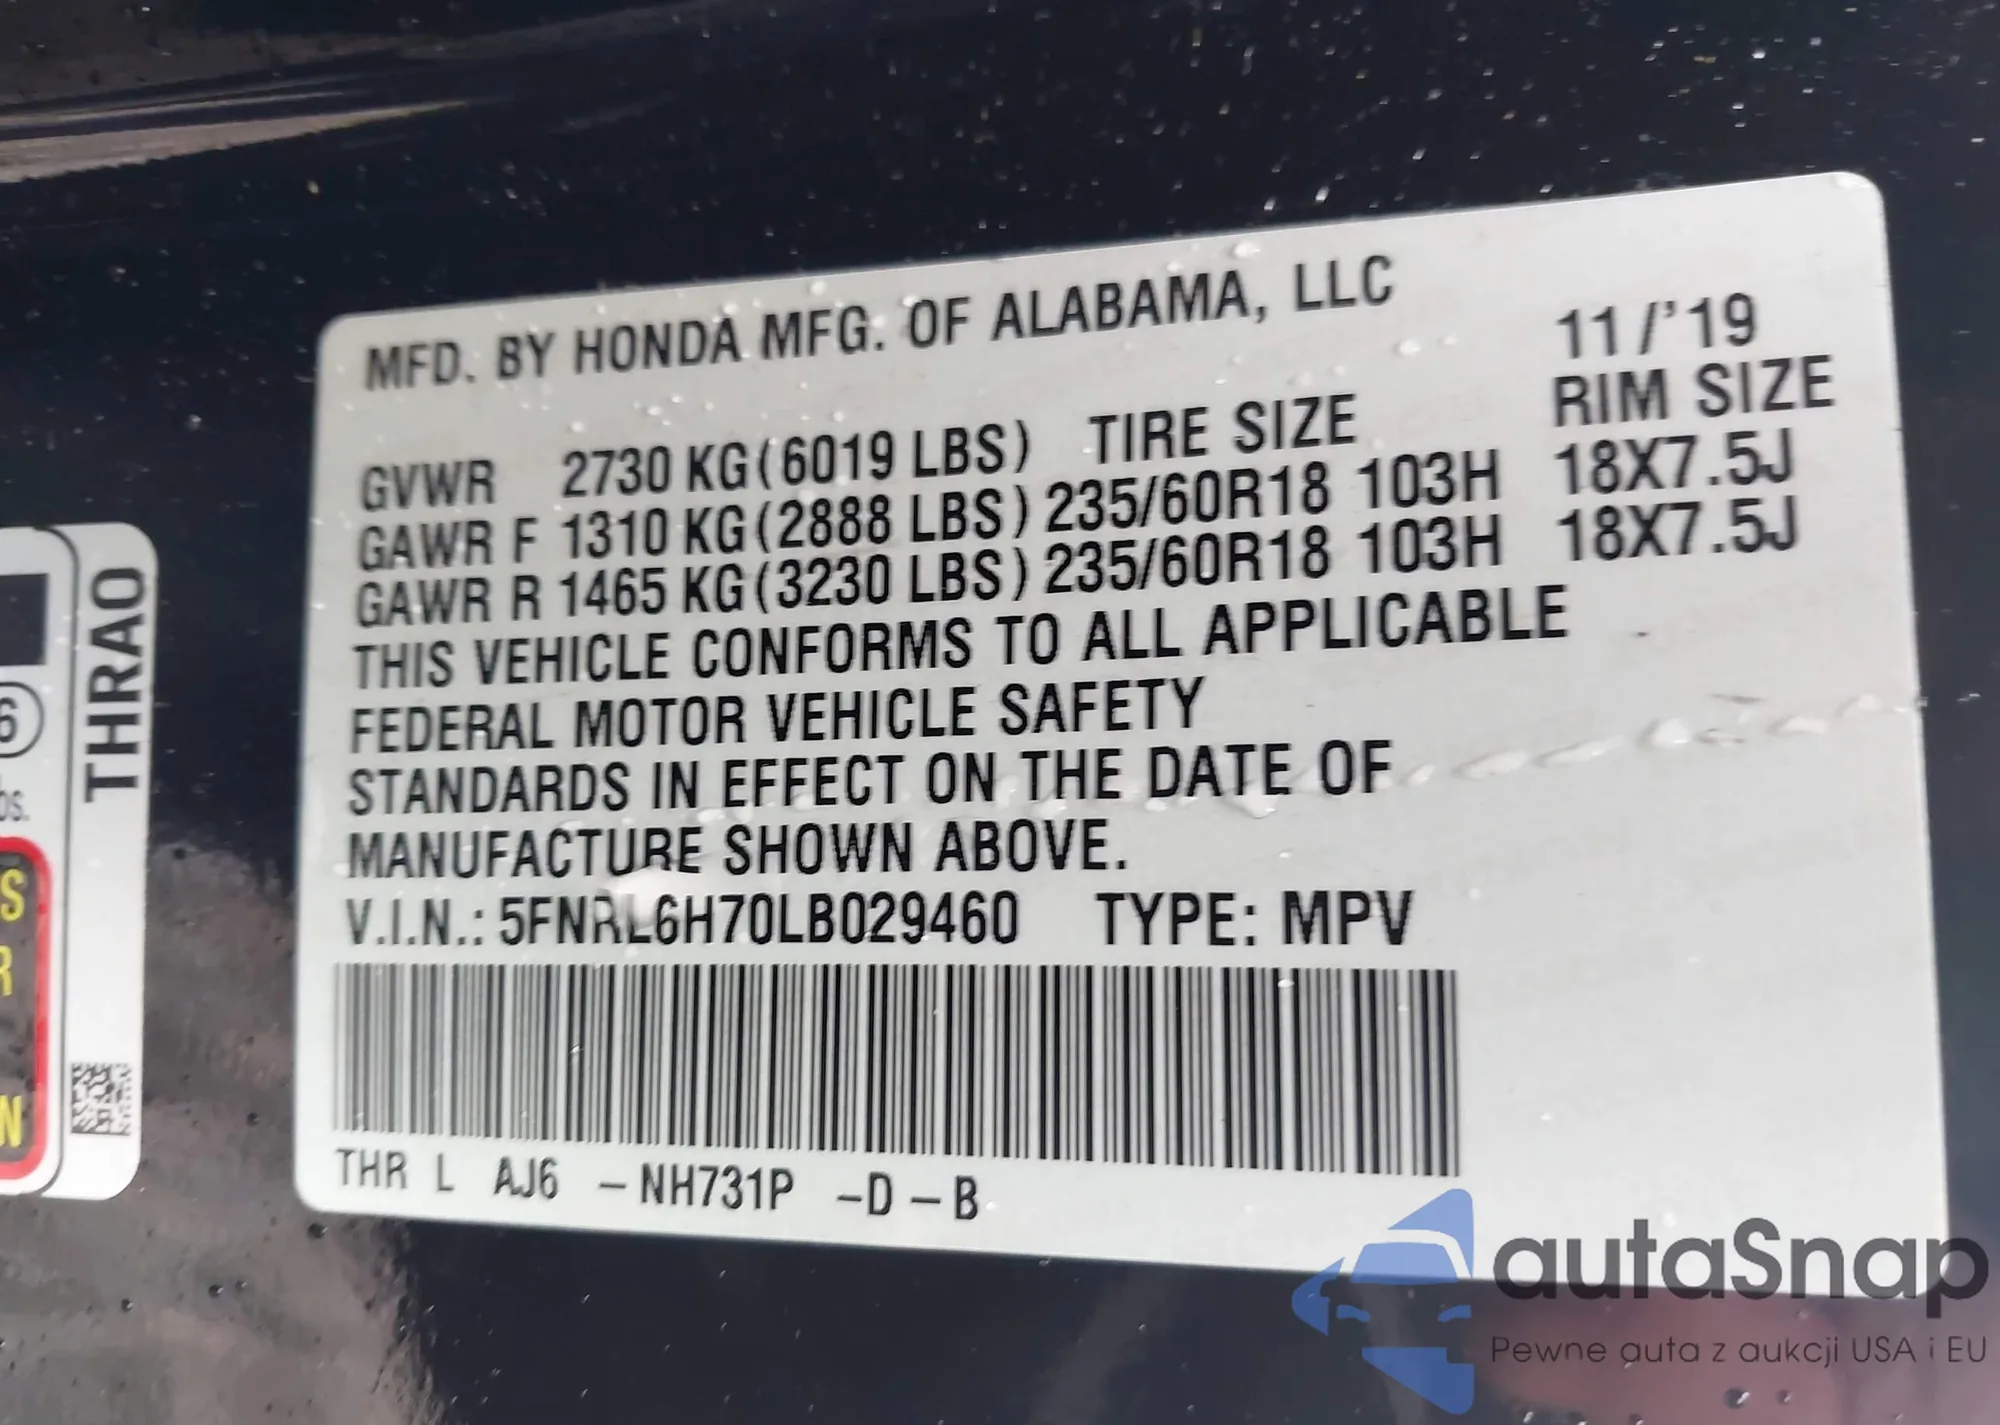 MFD. BY HONDA MFG. OF ALABAMA, LLC 11/'19
GVWR 2730 KG(6019 LBS) TIRE SIZE RIM SIZE
GAWR F 1310 KG(2888 LBS) 235/60R18 103H 18X7.5J
GAWR R 1465 KG(3230 LBS) 235/60R18 103H 18X7.5J
THIS VEHICLE CONFORMS TO ALL APPLICABLE
FEDERAL MOTOR VEHICLE SAFETY
STANDARDS IN EFFECT ON THE DATE OF
MANUFACTURE SHOWN ABOVE.
V.I.N.: 5FNRL6H70LB029460 TYPE: MPV
THR L AJ6 -NH731P -D-B
THRAO
6
S
R
N
autaSnap
Pewne auta z aukcji USA i EU